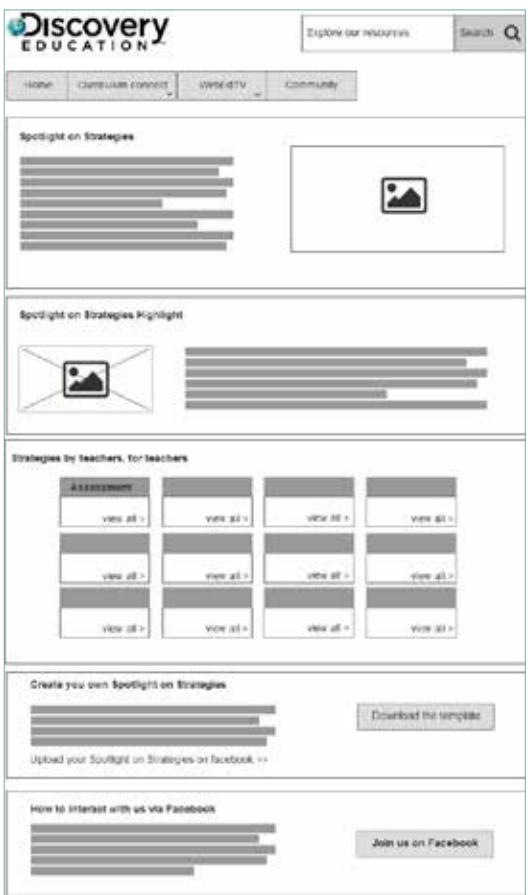 Discovery
EDUCATION
Explore our resources
Search
Home
Curriculum connect
WebEdTV
Community
Spotlight on Strategies
Spotlight on Strategies Highlight
Strategies by teachers, for teachers
Assessment
view all >
view all >
view all >
view all >
view all >
view all >
view all >
view all >
view all >
view all >
view all >
view all >
Create you own Spotlight on Strategies
Download the template
Upload your Spotlight on Strategies on facebook >>
How to interact with us via Facebook
Join us on Facebook